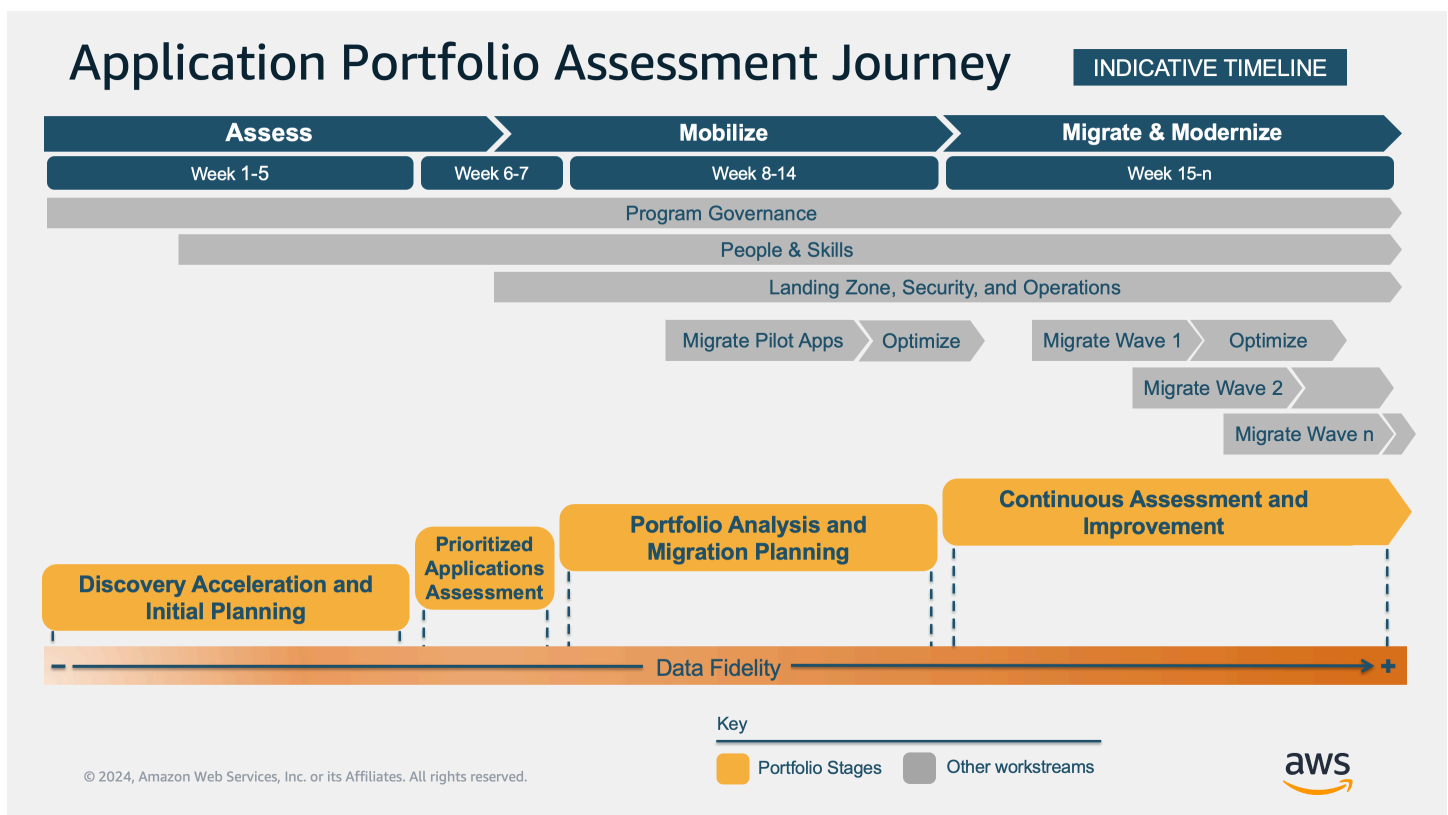 Application Portfolio Assessment Journey
INDICATIVE TIMELINE
Assess
Mobilize
Migrate & Modernize
Week 1-5
Week 6-7
Week 8-14
Week 15-n
Program Governance
People & Skills
Landing Zone, Security, and Operations
Migrate Pilot Apps
Optimize
Migrate Wave 1
Optimize
Migrate Wave 2
Migrate Wave n
Continuous Assessment and
Improvement
Portfolio Analysis and
Migration Planning
Prioritized
Applications
Assessment
Discovery Acceleration and
Initial Planning
Data Fidelity
Key
Portfolio Stages
Other workstreams
© 2024, Amazon Web Services, Inc. or its Affiliates. All rights reserved.
aws